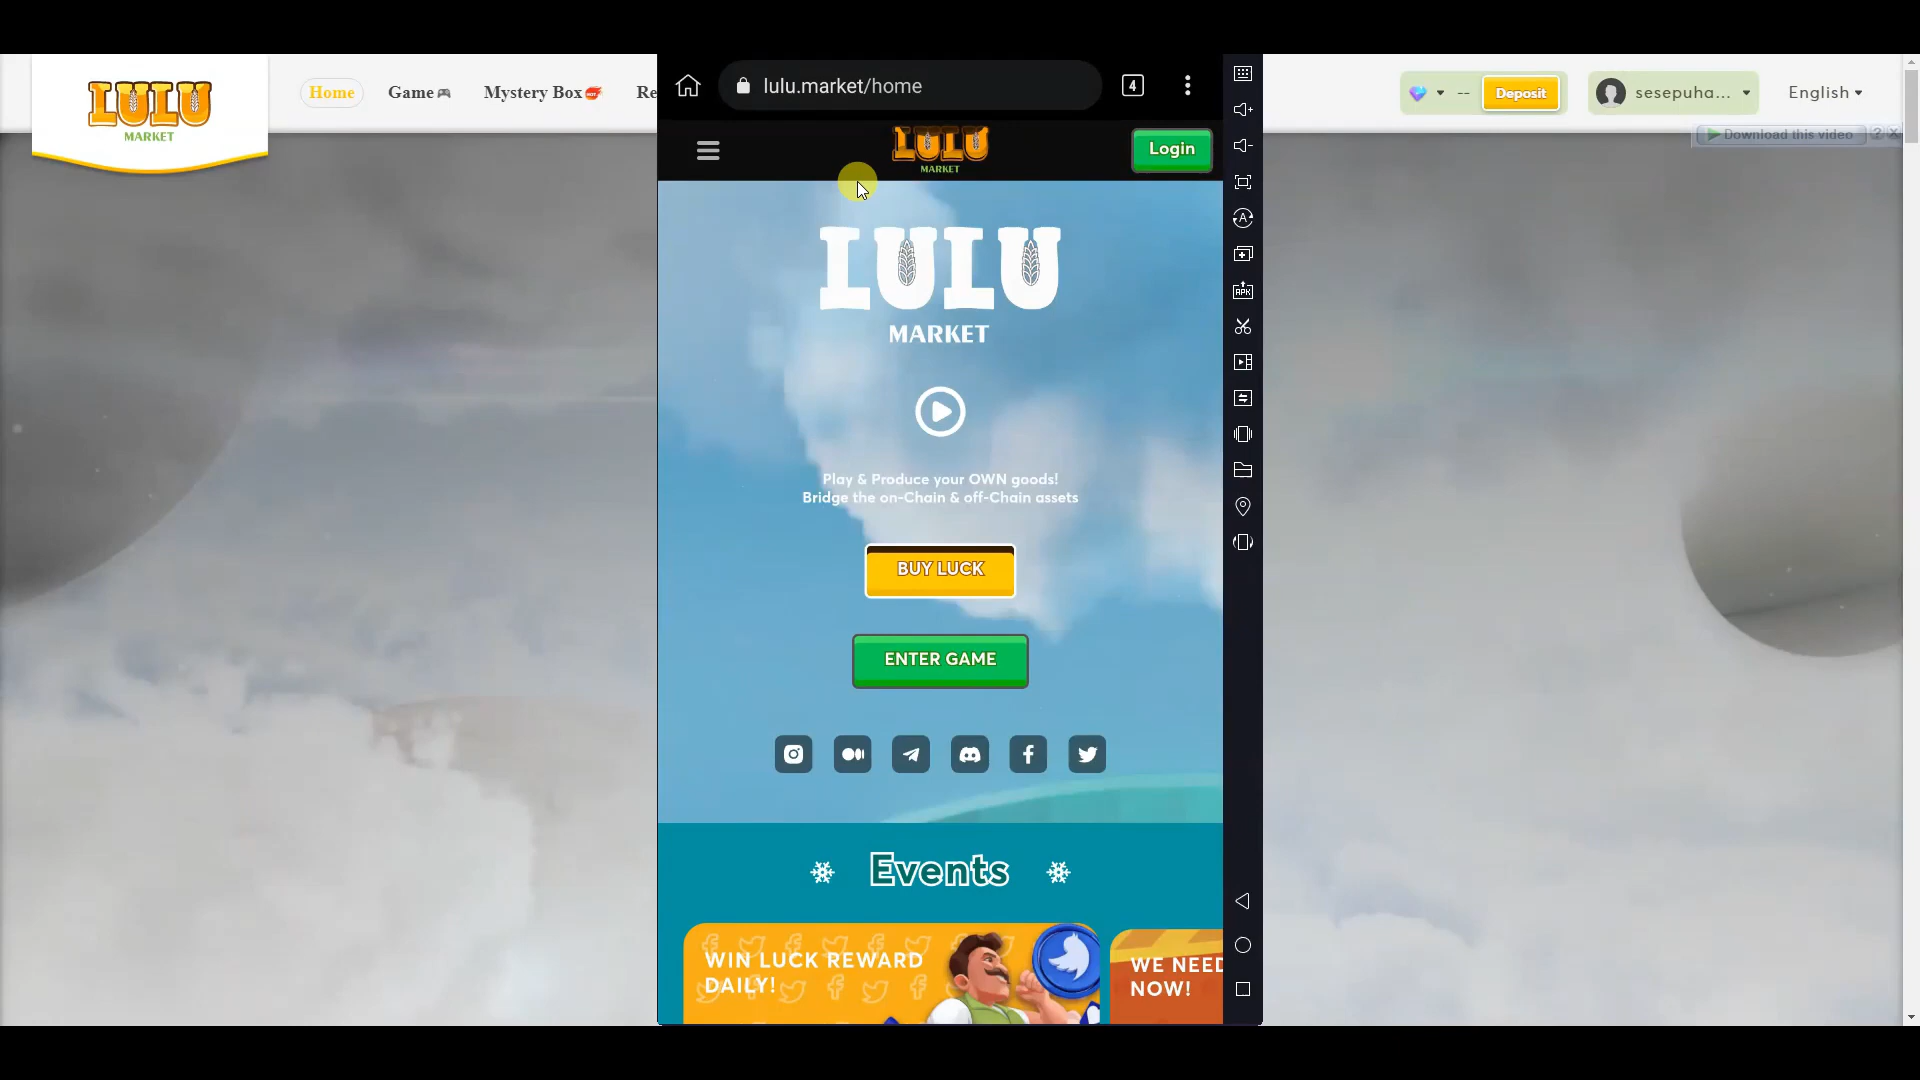 LULU
MARKET
Home
Game
Mystery Box
HOT
Re
lulu.market/home
4
LULU
MARKET
Login
--
Deposit
sesepuha...
English
Download this video
?
LULU
MARKET
Play & Produce your OWN goods!
Bridge the on-Chain & off-Chain assets
BUY LUCK
ENTER GAME
Events
WIN LUCK REWARD
DAILY!
WE NEED
NOW!
A
APK